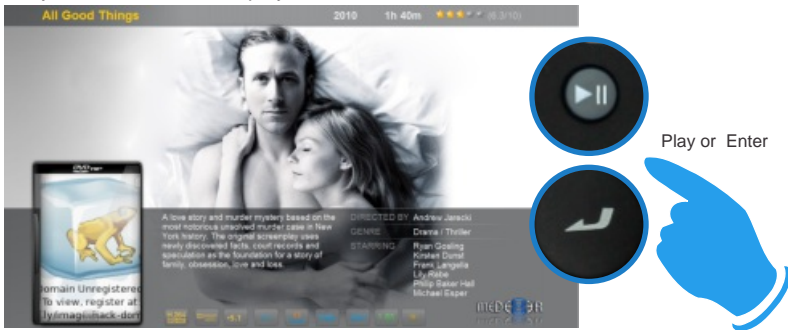 All Good Things 2010 1h 40m (6.3/10)
Play or Enter
A love story and murder mystery based on the
most notorious unsolved murder case in New
York history. The original screenplay uses
newly discovered facts, court records and
speculation as the foundation for a story of
family, obsession, love and loss.
DIRECTED BY Andrew Jarecki
GENRE Drama / Thriller
STARRING Ryan Gosling
Kirsten Dunst
Frank Langella
Lily Rabe
Philip Baker Hall
Michael Esper
DVD
omain Unregistered
To view, register at